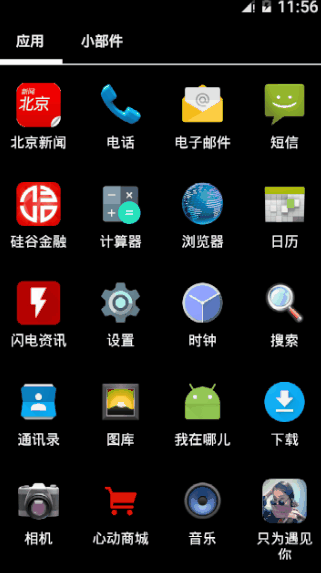 11:56
应用 小部件
新闻
北京
北京新闻 电话 电子邮件 短信
硅谷金融 计算器 浏览器 日历
闪电资讯 设置 时钟 搜索
通讯录 图库 我在哪儿 下载
相机 心动商城 音乐 只为遇见
你